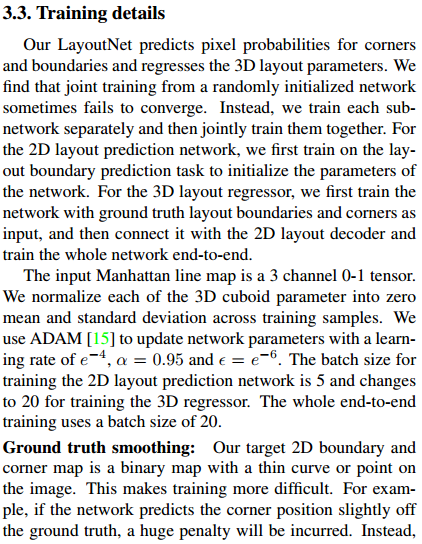 3.3. Training details
Our LayoutNet predicts pixel probabilities for corners
and boundaries and regresses the 3D layout parameters. We
find that joint training from a randomly initialized network
sometimes fails to converge. Instead, we train each sub-
network separately and then jointly train them together. For
the 2D layout prediction network, we first train on the lay-
out boundary prediction task to initialize the parameters of
the network. For the 3D layout regressor, we first train the
network with ground truth layout boundaries and corners as
input, and then connect it with the 2D layout decoder and
train the whole network end-to-end.
The input Manhattan line map is a 3 channel 0-1 tensor.
We normalize each of the 3D cuboid parameter into zero
mean and standard deviation across training samples. We
use ADAM [15] to update network parameters with a learn-
ing rate of e⁻⁴, α = 0.95 and ϵ = e⁻⁶. The batch size for
training the 2D layout prediction network is 5 and changes
to 20 for training the 3D regressor. The whole end-to-end
training uses a batch size of 20.
Ground truth smoothing: Our target 2D boundary and
corner map is a binary map with a thin curve or point on
the image. This makes training more difficult. For exam-
ple, if the network predicts the corner position slightly off
the ground truth, a huge penalty will be incurred. Instead,